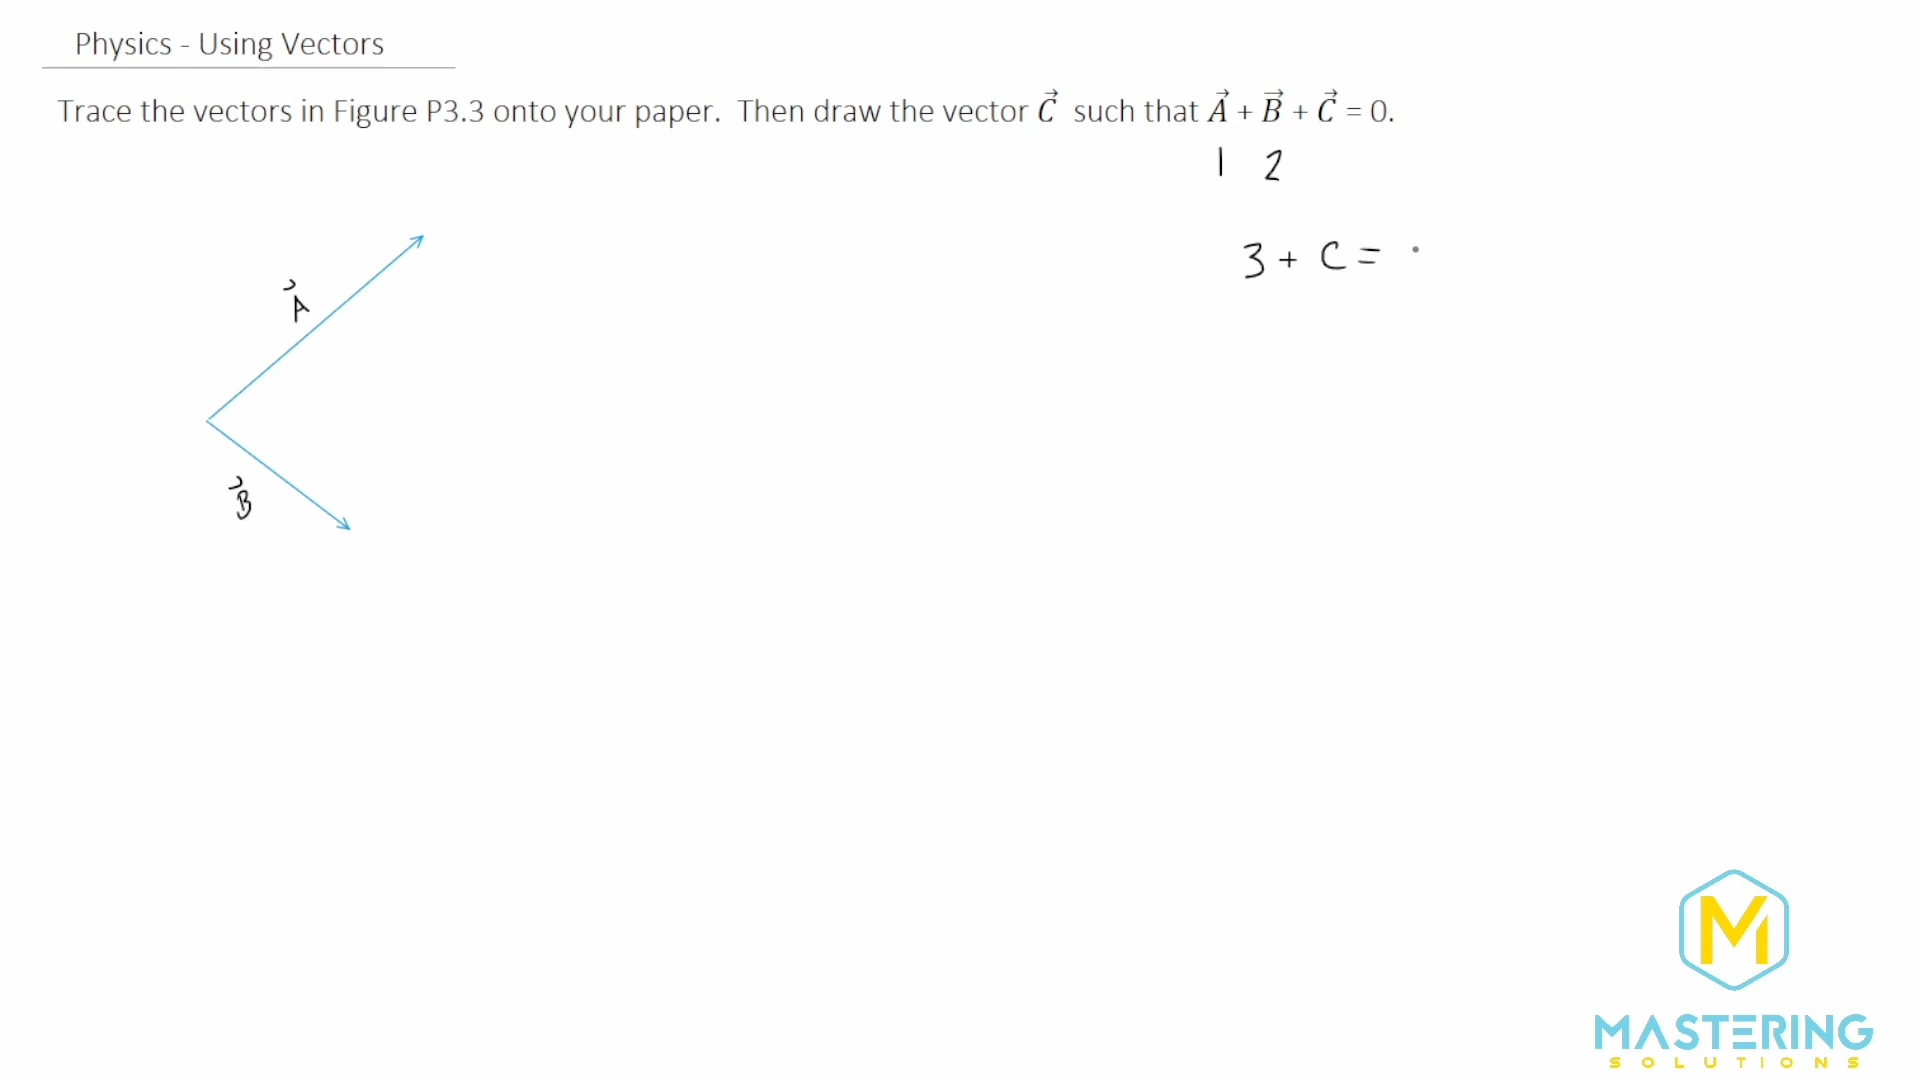 Physics - Using Vectors
Trace the vectors in Figure P3.3 onto your paper. Then draw the vector C⃗ such that A⃗ + B⃗ + C⃗ = 0.
1 2
3 + C =
A⃗
B⃗
M
MASTERING
SOLUTIONS